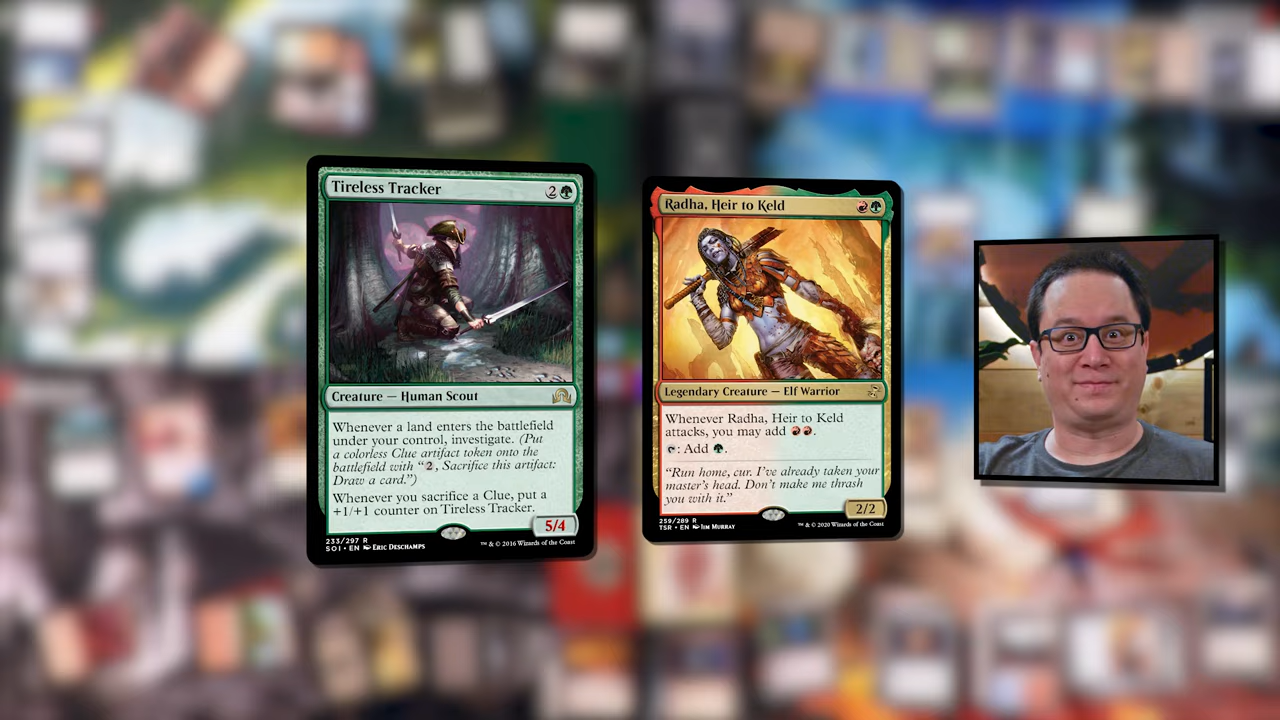 Tireless Tracker
2
Creature — Human Scout
Whenever a land enters the battlefield
under your control, investigate. (Put
a colorless Clue artifact token onto the
battlefield with “2, Sacrifice this artifact:
Draw a card.”)
Whenever you sacrifice a Clue, put a
+1/+1 counter on Tireless Tracker.
5/4
233/297 R
SOI • EN Eric Deschamps
™ & © 2016 Wizards of the Coast
Radha, Heir to Keld
Legendary Creature — Elf Warrior
Whenever Radha, Heir to Keld
attacks, you may add .
: Add .
“Run home, cur. I’ve already taken your
master’s head. Don’t make me thrash
you with it.”
2/2
259/289 R
TSR • EN Jim Murray
™ & © 2020 Wizards of the Coast